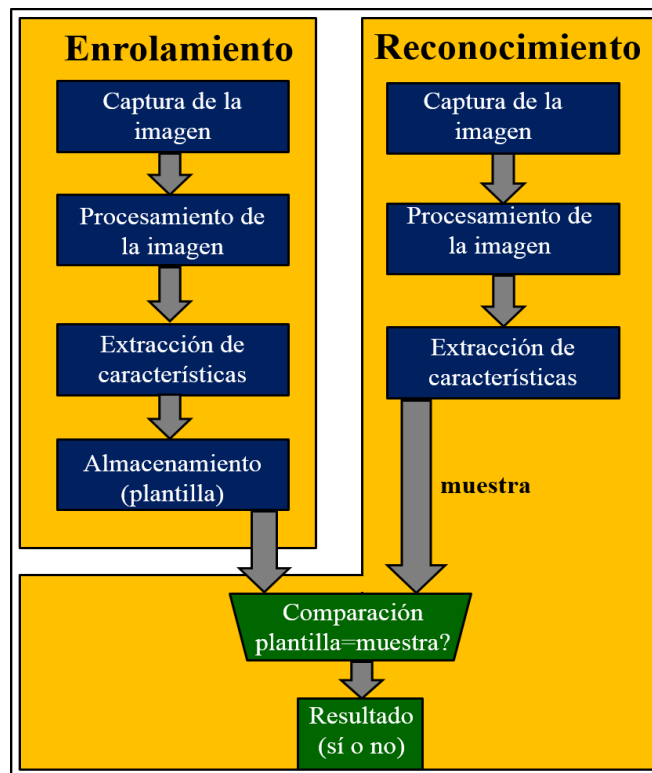 Enrolamiento
Captura de la
imagen
Procesamiento de
la imagen
Extracción de
características
Almacenamiento
(plantilla)
Reconocimiento
Captura de la
imagen
Procesamiento de
la imagen
Extracción de
características
muestra
Comparación
plantilla=muestra?
Resultado
(sí o no)